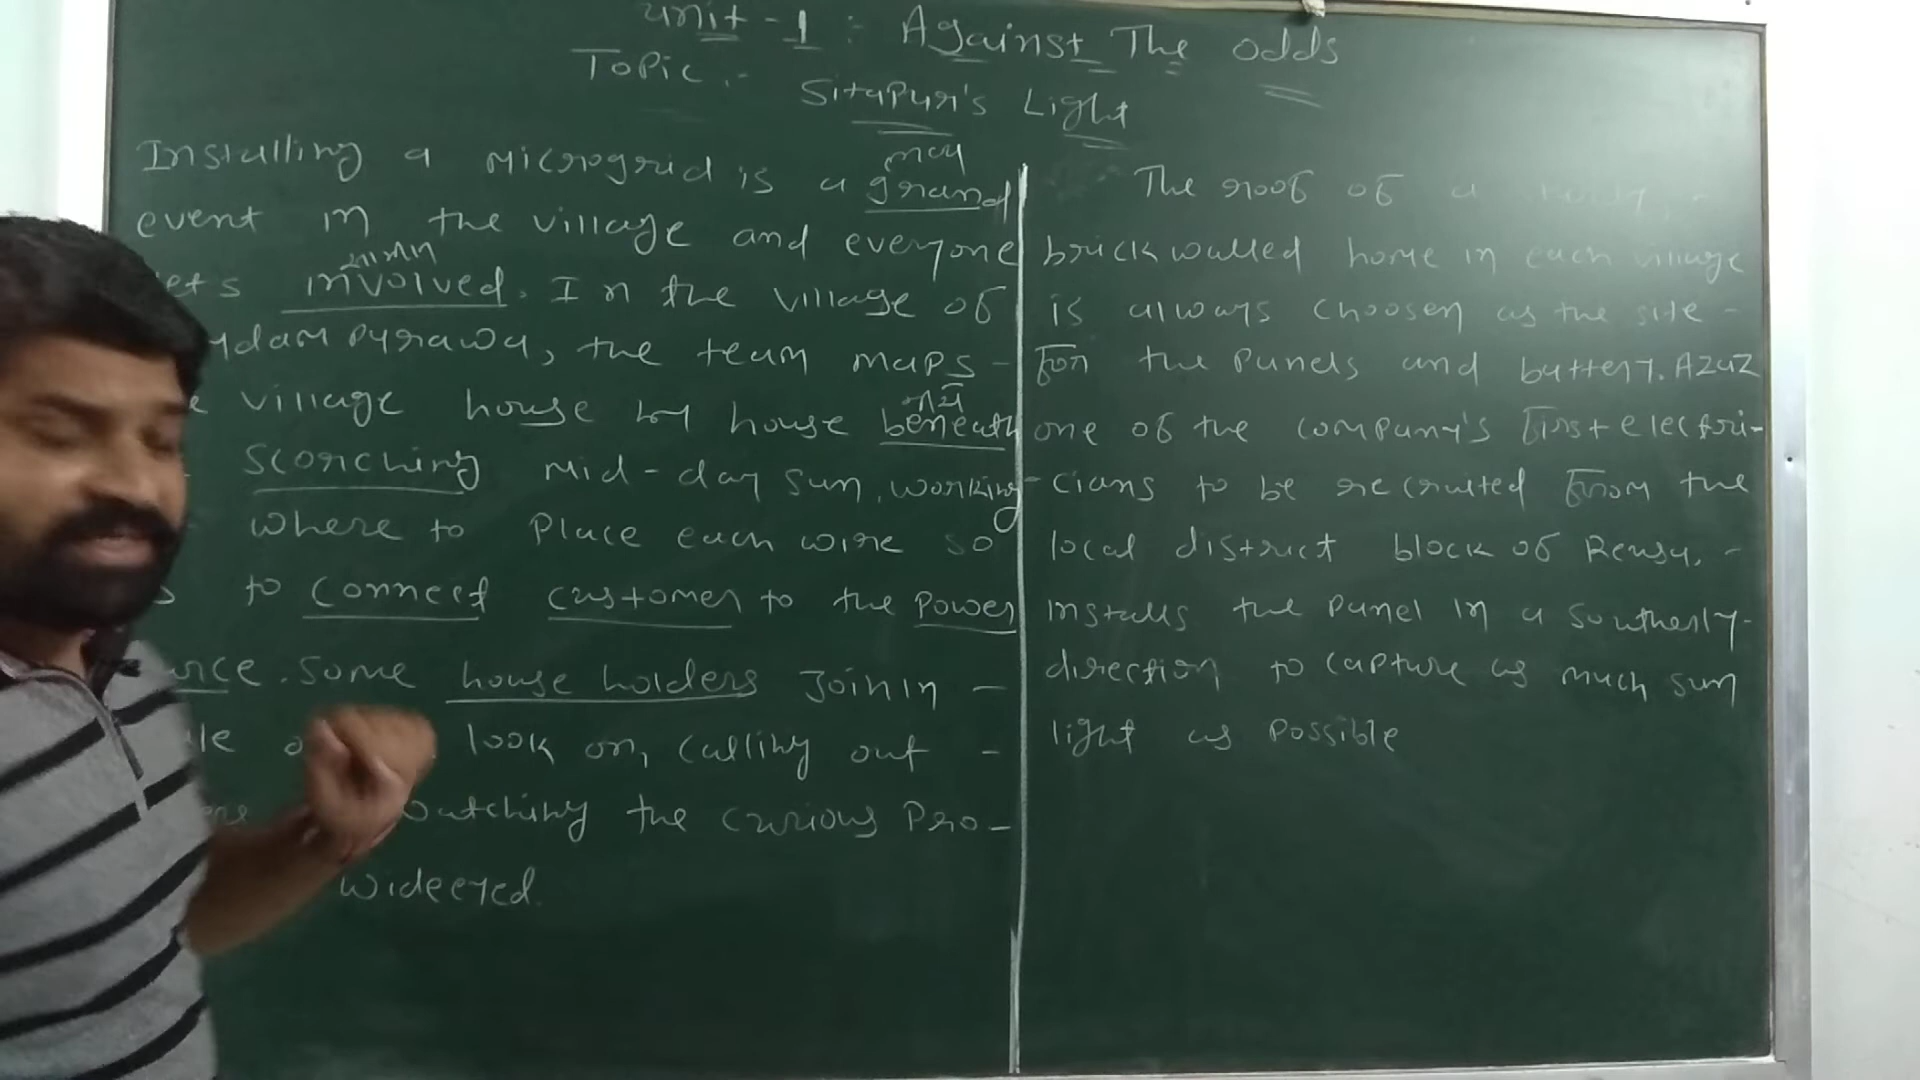 Unit-1 : Against The odds
Topic :- Sitapur's Light
Installing a Microgrid is a grand
event in the village and everyone
ets involved. In the village of
dam pyrawa, the team maps -
village house by house beneath
scorching mid-day sun, working
where to place each wire so
to connect customer to the power
urce. some house holders join in -
le look on, calling out -
watching the curious pro-
wideeyed.
The roof of a
brick walled home in each village
is always choosen as the site -
For the panels and battery. Azaz
one of the company's First electri-
-cians to be recruited From the
local district block of Reusa, -
installs the panel in a southerly-
direction to capture as much sun
light as possible